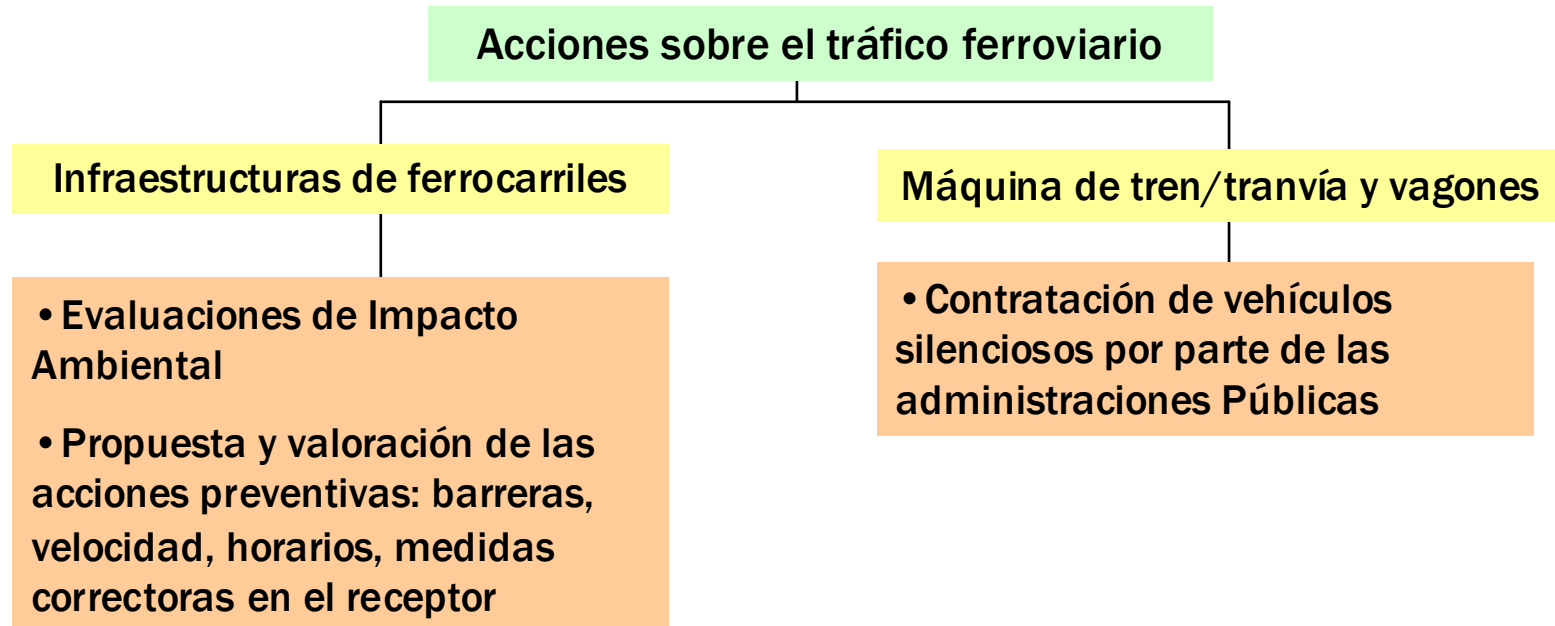 Acciones sobre el tráfico ferroviario
Infraestructuras de ferrocarriles
•Evaluaciones de Impacto
Ambiental
•Propuesta y valoración de las
acciones preventivas: barreras,
velocidad, horarios, medidas
correctoras en el receptor
Máquina de tren/tranvía y vagones
•Contratación de vehículos
silenciosos por parte de las
administraciones Públicas